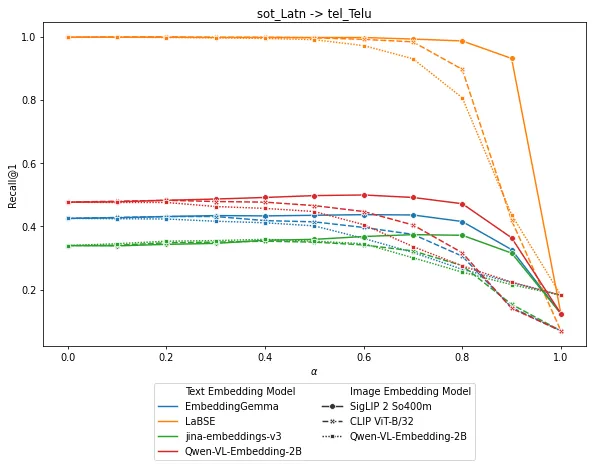 sot_Latn -> tel_Telu
1.0
0.8
0.6
0.4
0.2
Recall@1
0.0 0.2 0.4 0.6 0.8 1.0
α
Text Embedding Model Image Embedding Model
EmbeddingGemma SigLIP 2 So400m
LaBSE CLIP ViT-B/32
jina-embeddings-v3 Qwen-VL-Embedding-2B
Qwen-VL-Embedding-2B